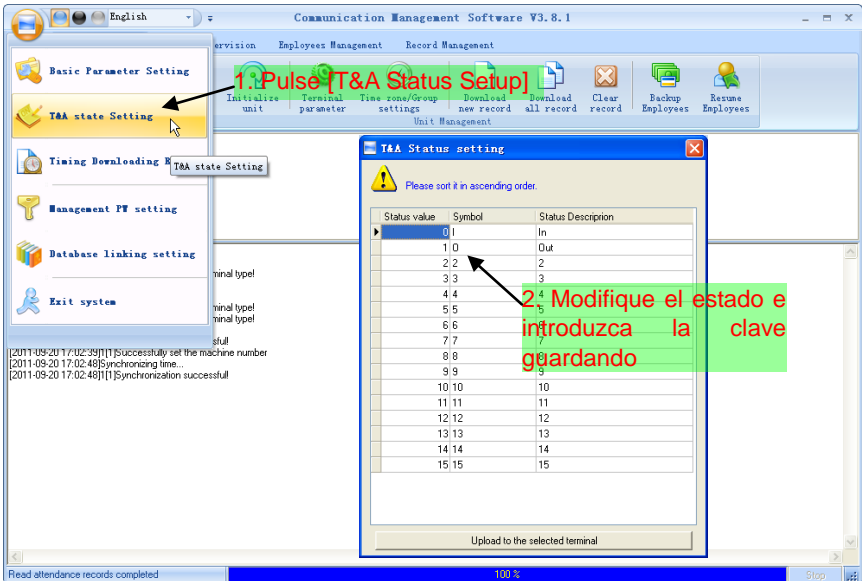 English
Communication Management Software V3.8.1
Employees Management
Record Management
Basic Parameter Setting
T&A state Setting
T&A state Setting
Management PW setting
Database linking setting
Exit system
1. Pulse [T&A Status Setup]
Initialize unit
Terminal parameter
Time zone/Group settings
Download new record
Download all record
Clear record
Backup Employees
Resume Employees
Unit Management
T&A Status setting
Please sort it in ascending order.
Status value Symbol Status Descriprion
0 I In
1 O Out
2 2 2
3 3 3
4 4 4
5 5 5
6 6 6
7 7 7
8 8 8
9 9 9
10 10 10
11 11 11
12 12 12
13 13 13
14 14 14
15 15 15
Upload to the selected terminal
2. Modifique el estado e
introduzca la clave
guardando
type!
type!
type!
[2011-09-20 17:02:39]1[1]Successfully set the machine number
[2011-09-20 17:02:48]Synchronizing time...
[2011-09-20 17:02:48]1[1]Synchronization successful!
Read attendance records completed
100 %
Stop